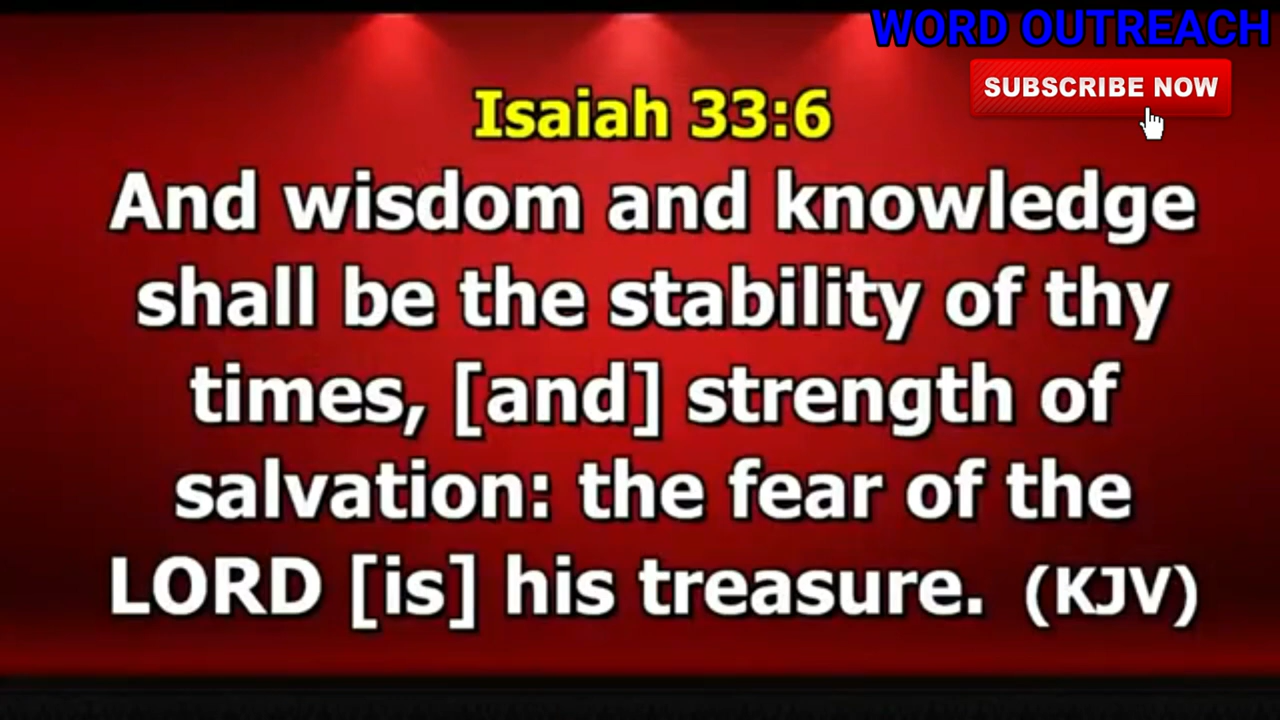 WORD OUTREACH
SUBSCRIBE NOW
Isaiah 33:6
And wisdom and knowledge
shall be the stability of thy
times, [and] strength of
salvation: the fear of the
LORD [is] his treasure. (KJV)